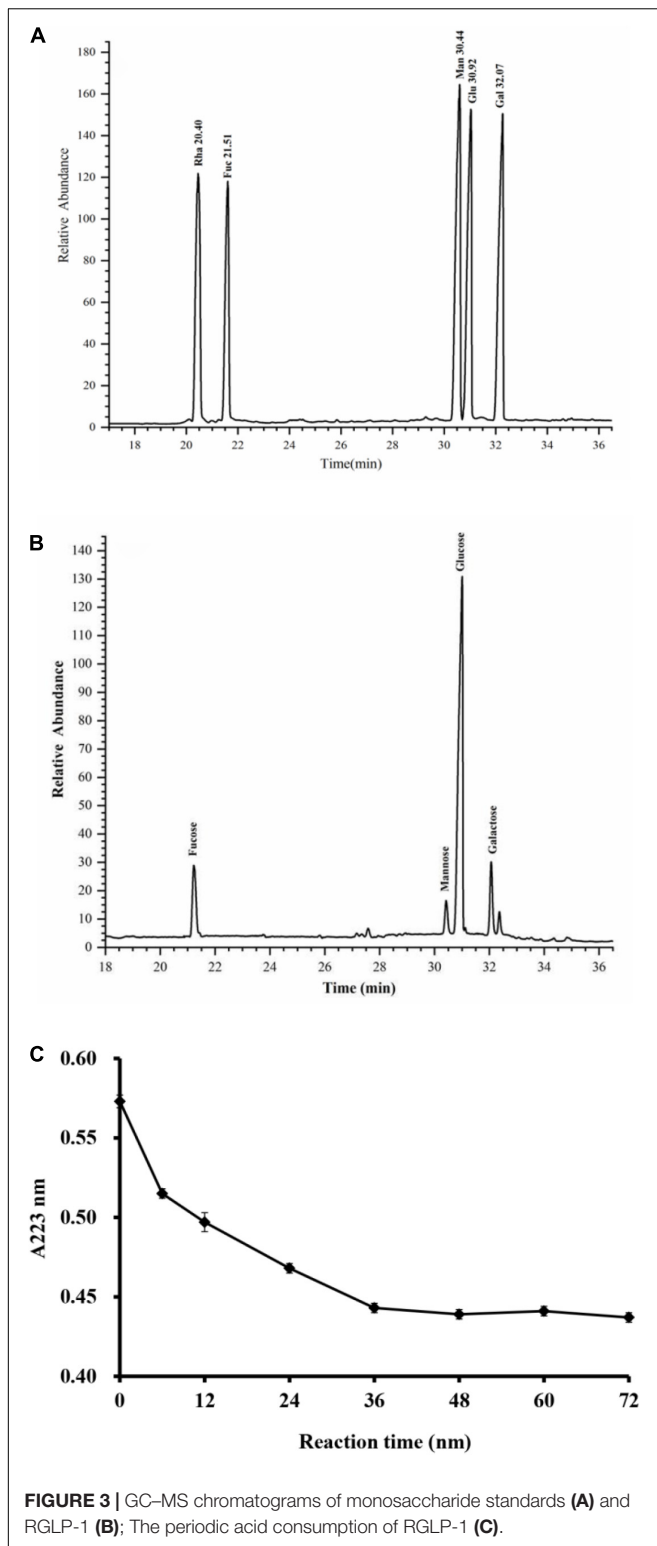 A
Relative Abundance
180
160
140
120
100
80
60
40
20
0
Rha 20.40
Fuc 21.51
Man 30.44
Glu 30.92
Gal 32.07
18 20 22 24 26 28 30 32 34 36
Time(min)
B
Relative Abundance
140
130
120
110
100
90
80
70
60
50
40
30
20
10
0
Fucose
Mannose
Glucose
Galactose
18 20 22 24 26 28 30 32 34 36
Time (min)
C
A223 nm
0.60
0.55
0.50
0.45
0.40
0 12 24 36 48 60 72
Reaction time (nm)
FIGURE 3 | GC–MS chromatograms of monosaccharide standards (A) and
RGLP-1 (B); The periodic acid consumption of RGLP-1 (C).